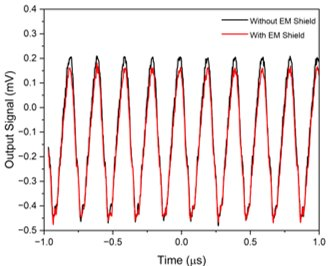 0.4
Without EM Shield
0.3
With EM Shield
0.2
0.1
0.0
-0.1
-0.2
-0.3
-0.4
-0.5
Output Signal (mV)
-1.0 -0.5 0.0 0.5 1.0
Time (μs)